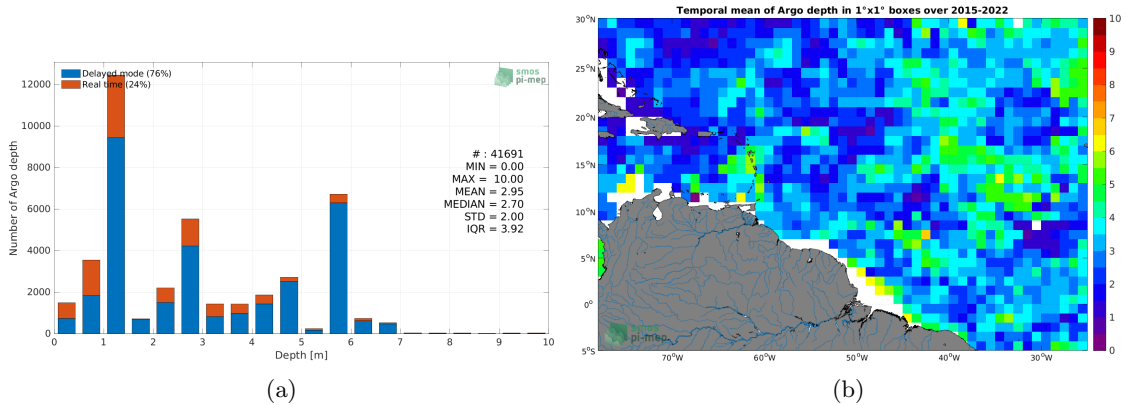 Delayed mode (76%)
Real time (24%)
smos
pi-mep
12000
10000
8000
6000
4000
2000
0
Number of Argo depth
# : 41691
MIN = 0.00
MAX = 10.00
MEAN = 2.95
MEDIAN = 2.70
STD = 2.00
IQR = 3.92
0 1 2 3 4 5 6 7 8 9 10
Depth [m]
(a)
Temporal mean of Argo depth in 1°x1° boxes over 2015-2022
30°N
25°N
20°N
15°N
10°N
5°N
0°
5°S
smos
pi-mep
70°W 60°W 50°W 40°W 30°W
10
9
8
7
6
5
4
3
2
1
0
(b)